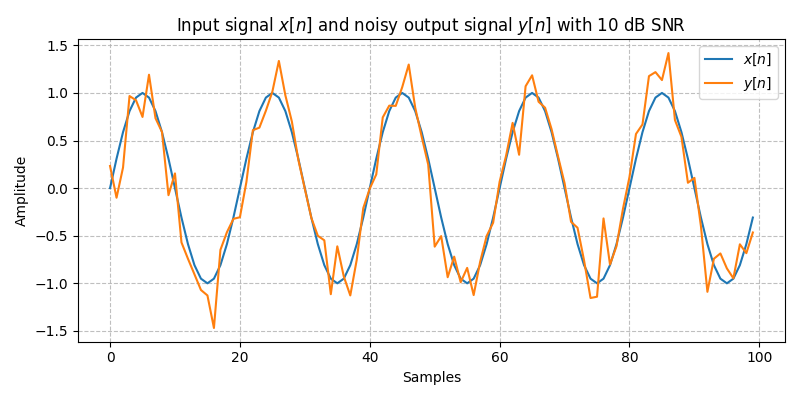 Input signal x[n] and noisy output signal y[n] with 10 dB SNR
x[n]
y[n]
1.5
1.0
0.5
0.0
−0.5
−1.0
−1.5
Amplitude
0 20 40 60 80 100
Samples